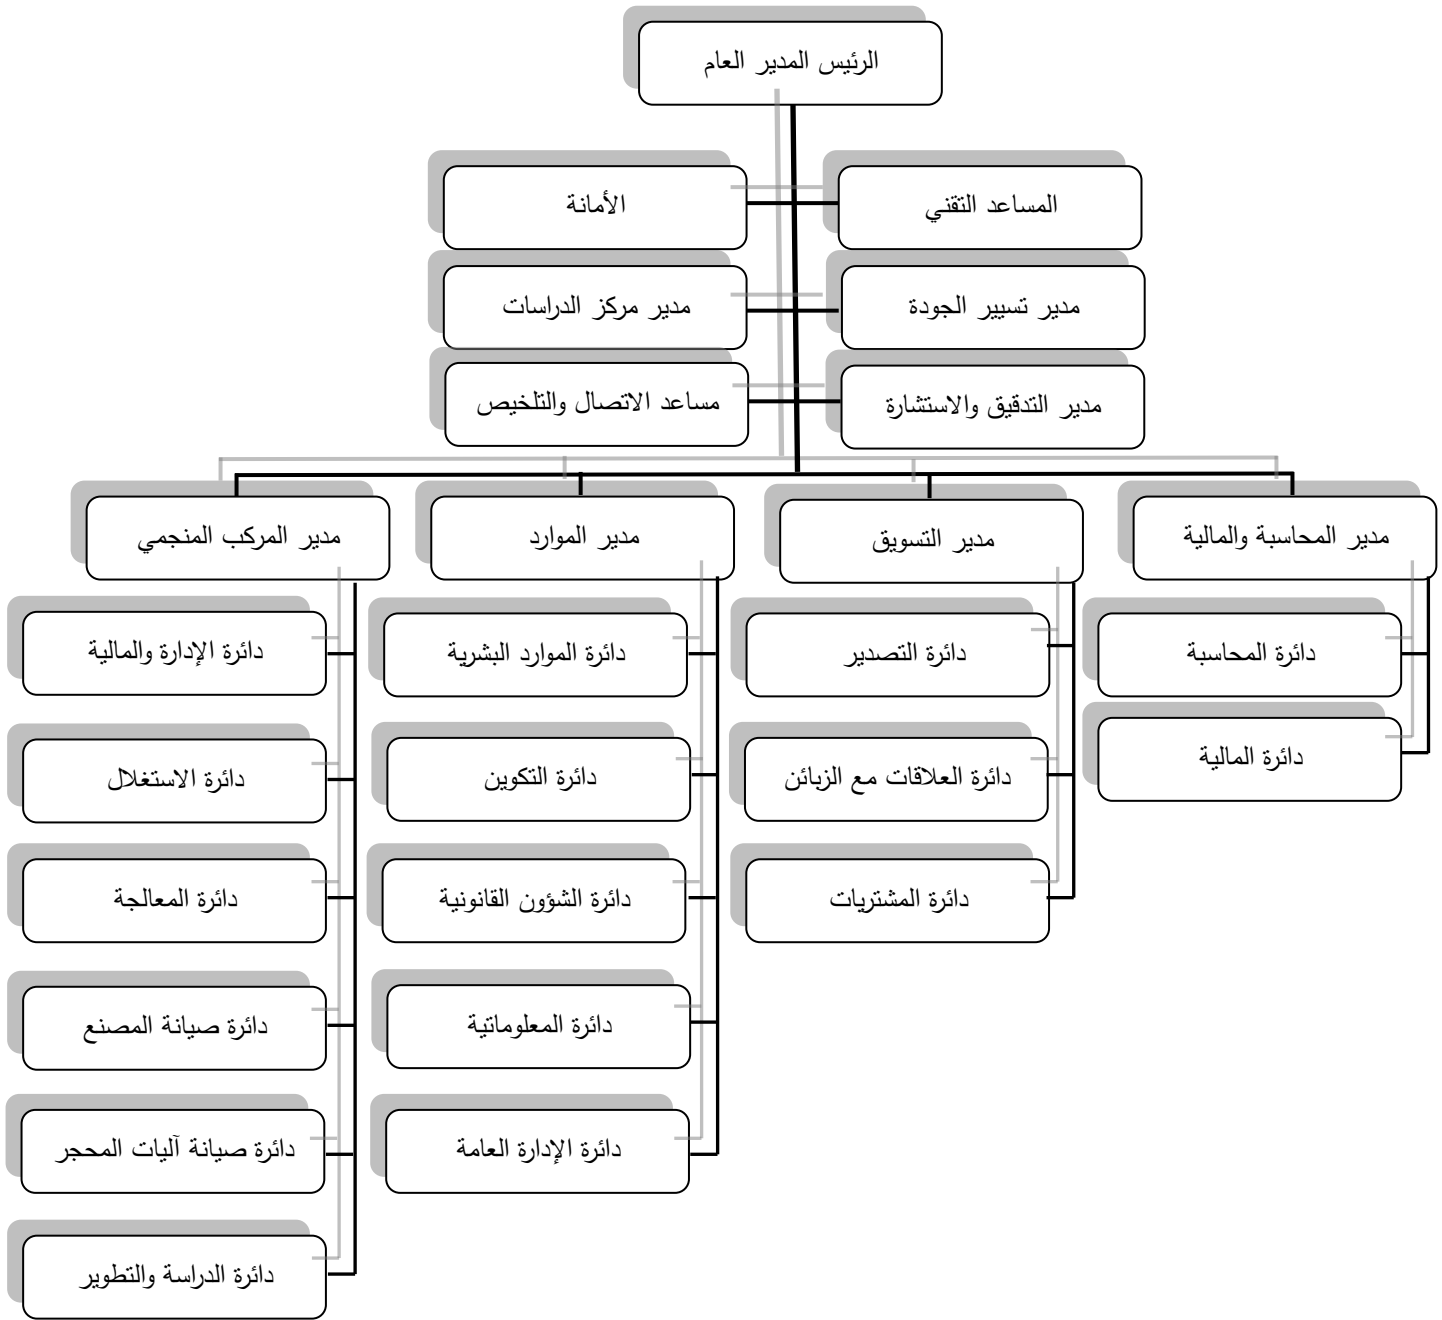 الرئيس المدير العام
المساعد التقني
الأمانة
مدير تسيير الجودة
مدير مركز الدراسات
مدير التدقيق والاستشارة
مساعد الاتصال والتلخيص
مدير المحاسبة والمالية
مدير التسويق
مدير الموارد
مدير المركب المنجمي
دائرة المحاسبة
دائرة التصدير
دائرة الموارد البشرية
دائرة الإدارة والمالية
دائرة المالية
دائرة العلاقات مع الزبائن
دائرة التكوين
دائرة الاستغلال
دائرة المشتريات
دائرة الشؤون القانونية
دائرة المعالجة
دائرة المعلوماتية
دائرة صيانة المصنع
دائرة الإدارة العامة
دائرة صيانة آليات المحجر
دائرة الدراسة والتطوير